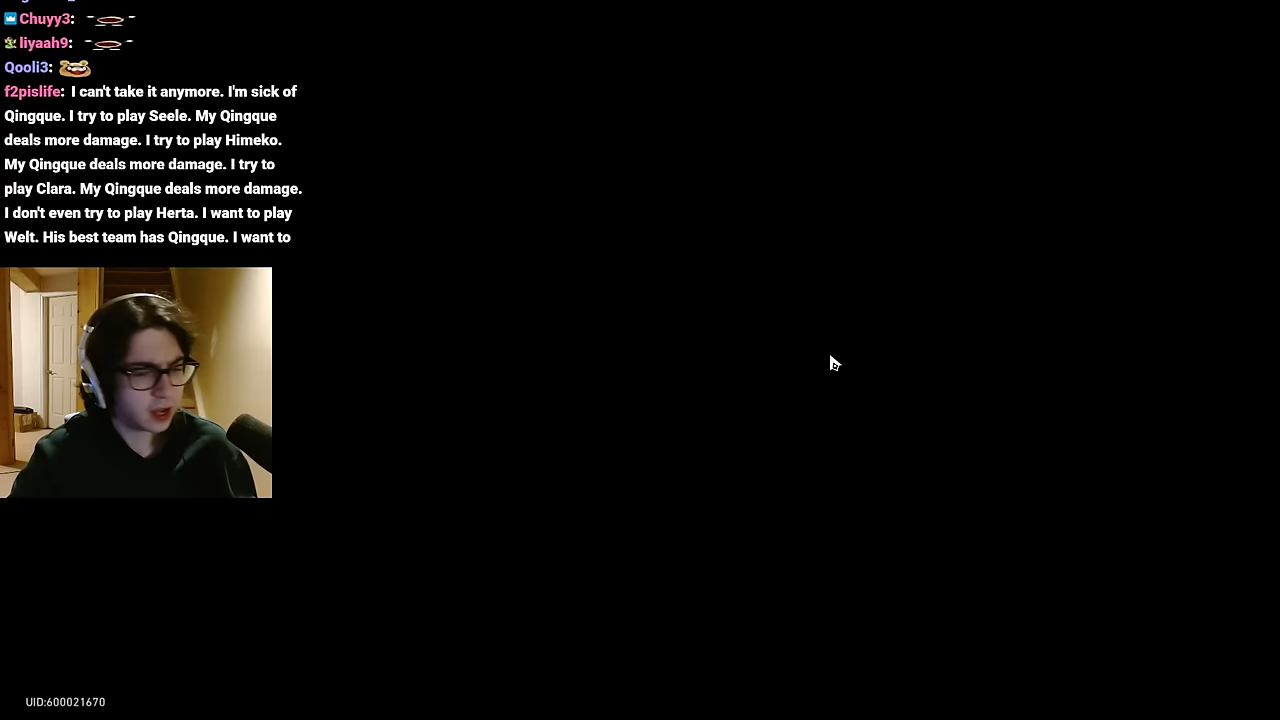 Chuyy3:
liyaah9:
Qooli3:
f2pislife: I can't take it anymore. I'm sick of
Qingque. I try to play Seele. My Qingque
deals more damage. I try to play Himeko.
My Qingque deals more damage. I try to
play Clara. My Qingque deals more damage.
I don't even try to play Herta. I want to play
Welt. His best team has Qingque. I want to
UID:600021670